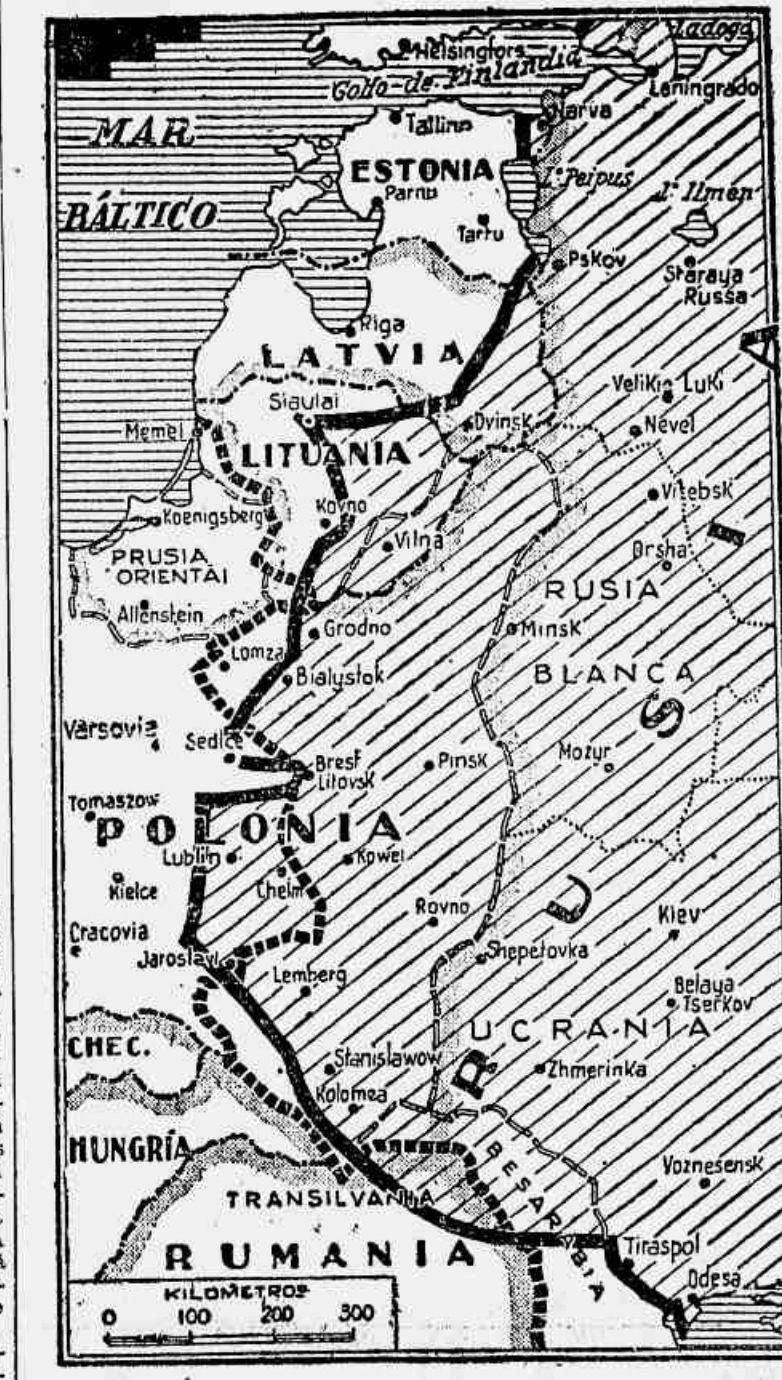 Ladoga
Helsingfors
Golfo-de Finlandia
Leningrado
Narva
MAR
Tallinn
ESTONIA
Lº Peipus
Lº Ilmen
BÁLTICO
Parnu
Tartu
Pskov
Staraya
Russa
Riga
LATVIA
A
Velikie Luki
Siaulai
Memel
Dvinsk
Nevel
LITUANIA
Koenigsberg
Kovno
Vitebsk
Vilna
I
PRUSIA
ORIENTAL
Orsha
RUSIA
Allenstein
Grodno
Minsk
Lomza
Bialystok
BLANCA
S
Varsovia
Sedlce
Brest
Litovsk
Pinsk
Mozyr
Tomaszow
POLONIA
Lublin
Kowel
Kielce
Chelm
U
Rovno
Kiev
Cracovia
Jaroslavl
Shepetovka
Lemberg
Belaya
Tserkov
UCRANIA
CHEC.
Stanislawow
R
Zhmerinka
Kolomea
HUNGRÍA
BESARABIA
Voznesensk
TRANSILVANIA
RUMANIA
Tiraspol
KILOMETROS
Odesa
0 100 200 300